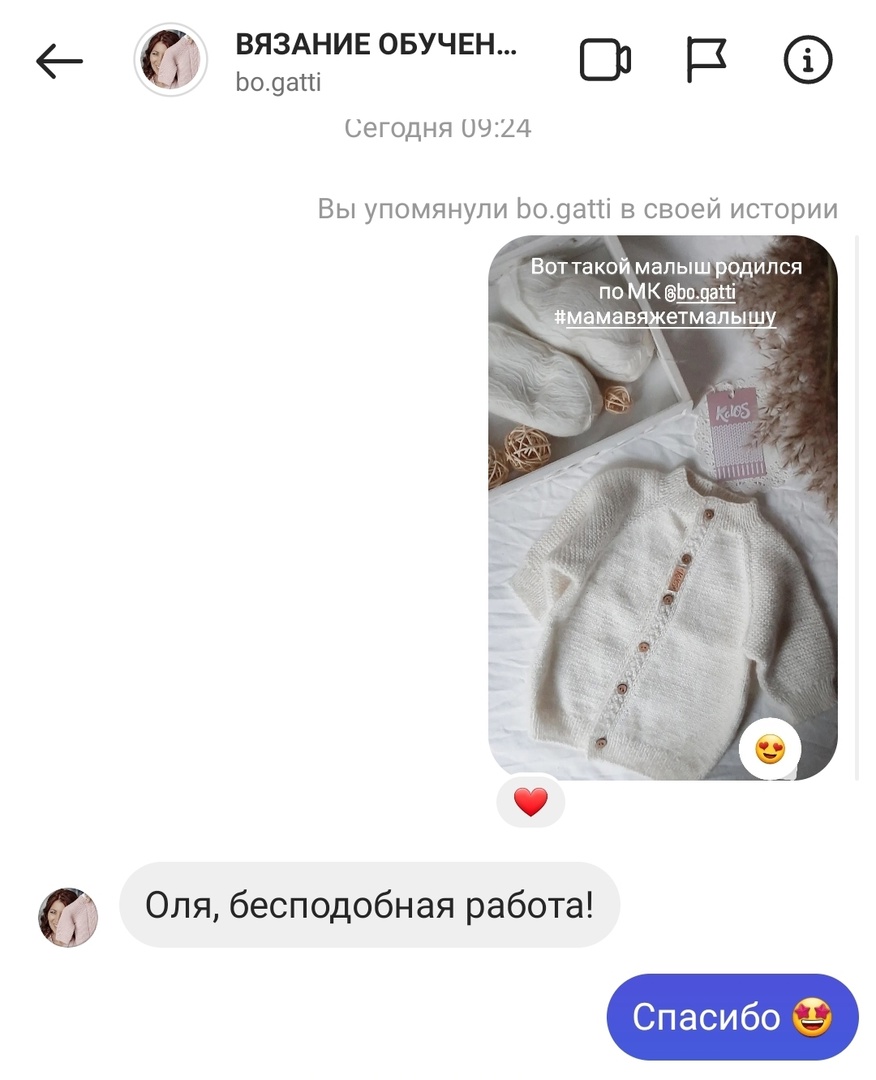 ВЯЗАНИЕ ОБУЧЕН...
bo.gatti
Сегодня 09:24
Вы упомянули bo.gatti в своей истории
Вот такой малыш родился
по МК @bo.gatti
#мамавяжетмалышу
KeloS
Оля, бесподобная работа!
Спасибо 🤩